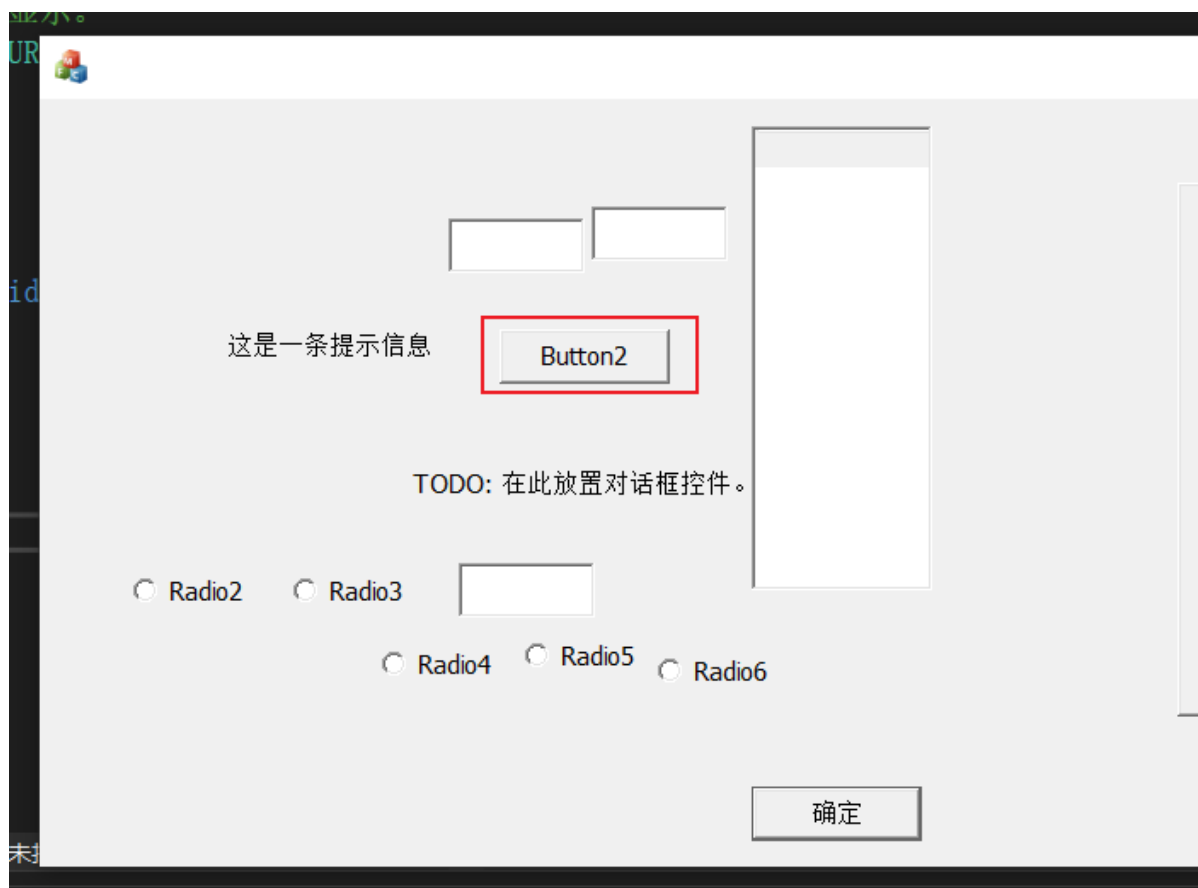 显示。
UR
id
这是一条提示信息
Button2
TODO: 在此放置对话框控件。
Radio2
Radio3
Radio4
Radio5
Radio6
确定
未